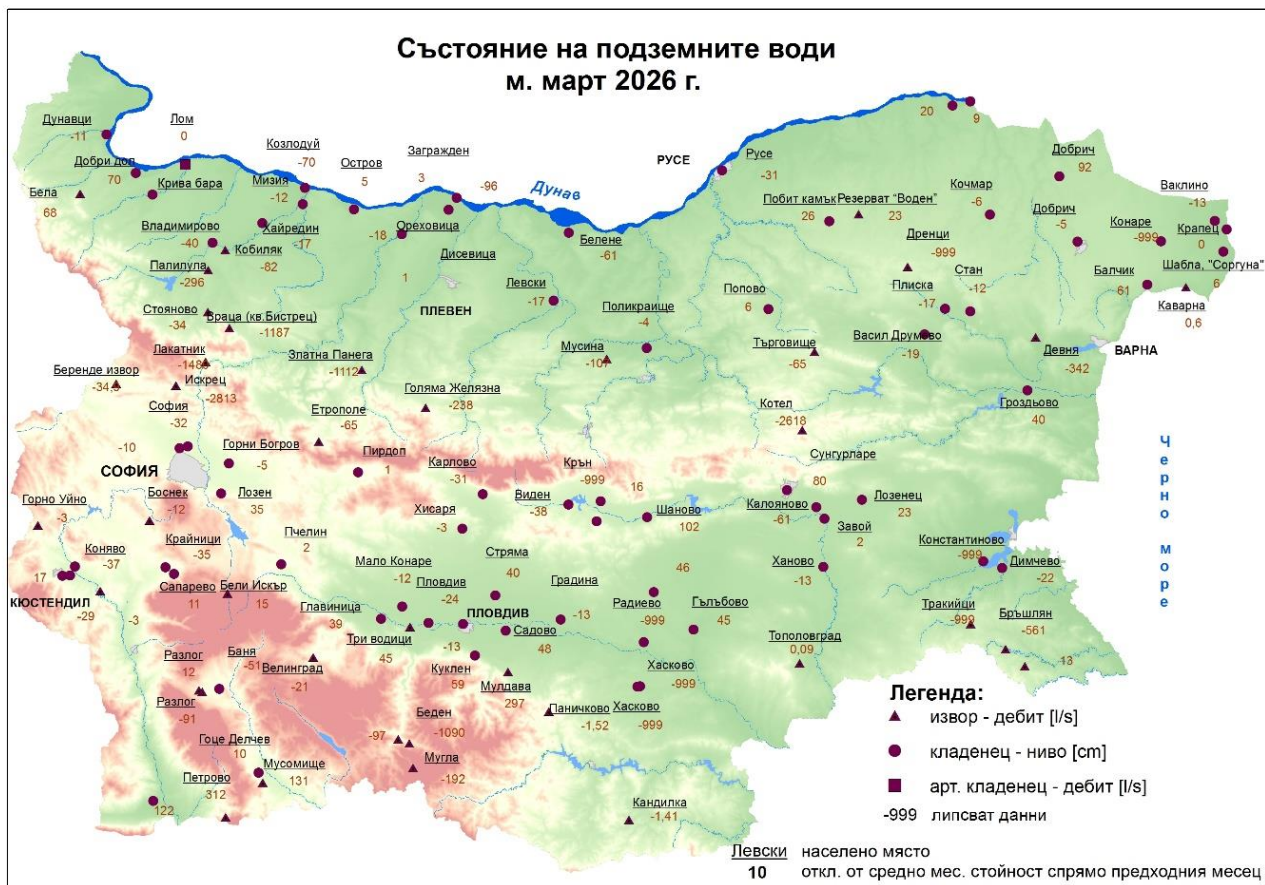 Състояние на подземните води
м. март 2026 г.
Дунавци
-11
Лом
0
Козлодуй
-70
Остров
5
Загражден
3
-96
Дунав
РУСЕ
Русе
-31
20
9
Добрич
92
Добри дол
70
Бела
68
Крива бара
Мизия
-12
Хайредин
-17
Владимирово
-40
Кобиляк
-82
Палилула
-296
Ореховица
-18
Дисевица
1
Белене
-61
Побит камък
26
Резерват "Воден"
23
Кочмар
-6
Добрич
-5
Ваклино
-13
Конаре
-999
Крапец
0
Шабла, "Соргуна"
6
Балчик
61
Каварна
0,6
Дренци
-999
Стан
-12
Плиска
-17
Стояново
-34
Враца (кв.Бистрец)
-1187
ПЛЕВЕН
Левски
-17
Поликраище
-4
Попово
6
Васил Друмево
-19
Търговище
-65
Девня
-342
ВАРНА
Лакатник
Искрец
-2813
Беренде извор
Златна Панега
-1112
Мусина
-107
Голяма Желязна
-238
Котел
-2618
Гроздьово
40
София
-32
-10
СОФИЯ
Етрополе
-65
Горни Богров
-5
Пирдоп
1
Карлово
-31
Крън
-999
16
Сунгурларе
80
Черно море
Горно Уйно
-3
Боснек
-12
Лозен
35
Хисаря
-3
Виден
-38
Шаново
102
Калояново
-61
Лозенец
23
Завой
2
Пчелин
2
Крайници
-35
Коняво
-37
17
КЮСТЕНДИЛ
-29
Сапарево
11
Бели Искър
15
-3
Мало Конаре
-12
Стряма
40
Пловдив
-24
ПЛОВДИВ
Градина
-13
46
Радиево
-999
Гълъбово
45
Ханово
-13
Константиново
-999
Димчево
-22
Главиница
39
Три водици
45
-13
Садово
48
Тракийци
-999
Бръшлян
-561
13
Тополовград
0,09
Разлог
12
Баня
-51
Велинград
-21
Куклен
59
Мулдава
297
Хасково
-999
Разлог
-91
Беден
-1090
-97
Паничково
-1,52
Хасково
-999
Гоце Делчев
10
Мусомище
131
Мугла
-192
Петрово
312
122
Кандилка
-1,41
Легенда:
извор - дебит [l/s]
кладенец - ниво [cm]
арт. кладенец - дебит [l/s]
-999 липсват данни
Левски населено място
10 откл. от средно мес. стойност спрямо предходния месец